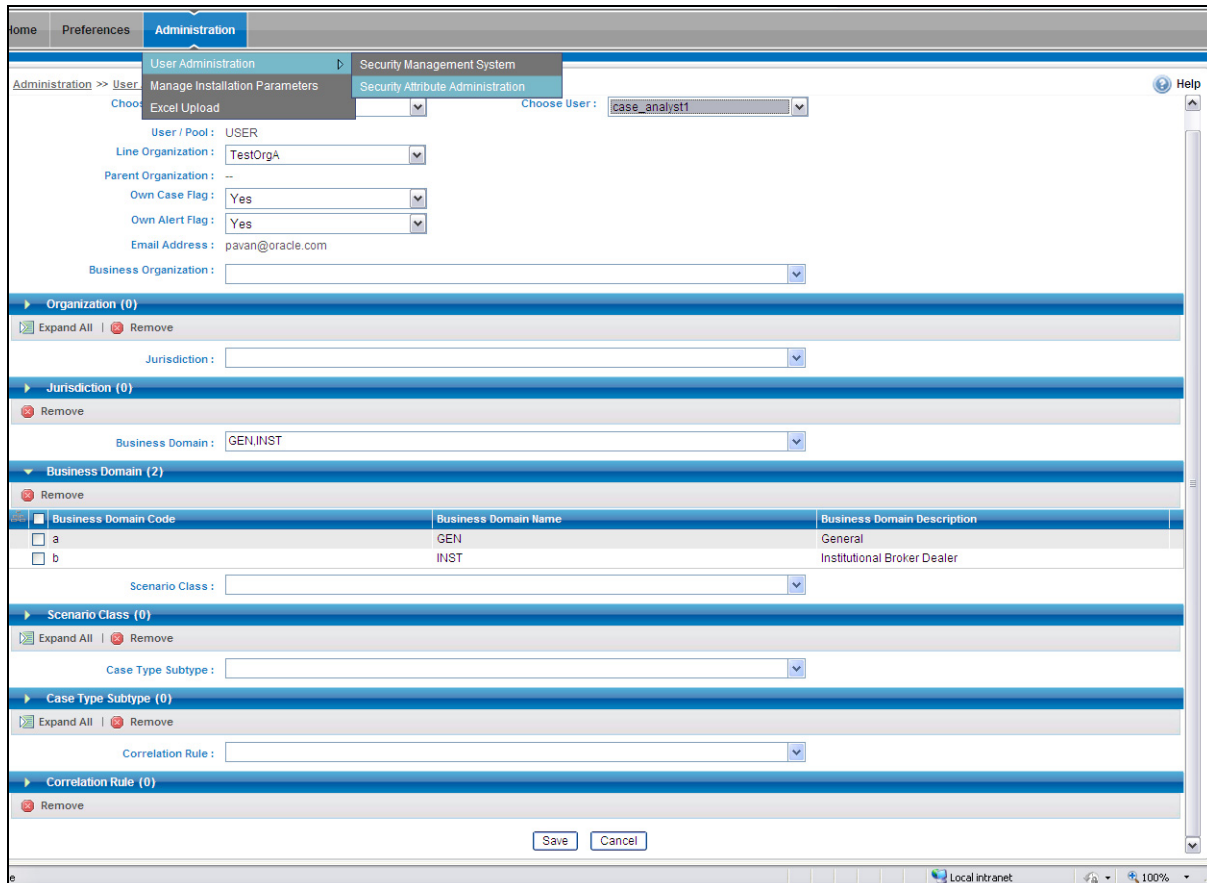 Home Preferences Administration
User Administration Security Management System
Administration >> User Manage Installation Parameters Security Attribute Administration Help
Choos Excel Upload Choose User : case_analyst1
User / Pool : USER
Line Organization : TestOrgA
Parent Organization : --
Own Case Flag : Yes
Own Alert Flag : Yes
Email Address : pavan@oracle.com
Business Organization :
Organization (0)
Expand All | Remove
Jurisdiction :
Jurisdiction (0)
Remove
Business Domain : GEN,INST
Business Domain (2)
Remove
Business Domain Code Business Domain Name Business Domain Description
a GEN General
b INST Institutional Broker Dealer
Scenario Class :
Scenario Class (0)
Expand All | Remove
Case Type Subtype :
Case Type Subtype (0)
Expand All | Remove
Correlation Rule :
Correlation Rule (0)
Remove
Save Cancel
e Local intranet 100%